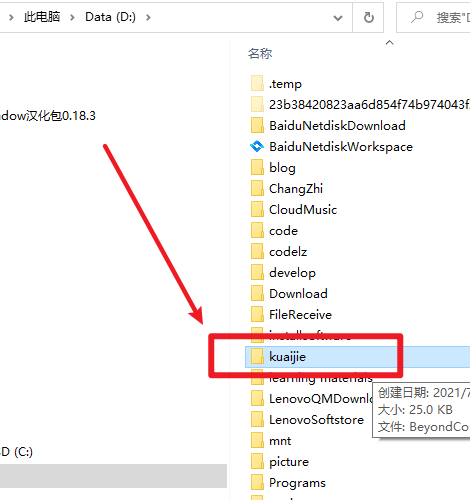 此电脑 > Data (D:) >
搜索"D
名称
.temp
23b38420823aa6d854f74b974043f
dow汉化包0.18.3
BaiduNetdiskDownload
BaiduNetdiskWorkspace
blog
ChangZhi
CloudMusic
code
codelz
develop
Download
FileReceive
installsoftware
kuaijie
learning materials
创建日期: 2021/7
LenovoQMDownlo
大小: 25.0 KB
LenovoSoftstore
文件: BeyondCo
mnt
D (C:)
picture
Programs